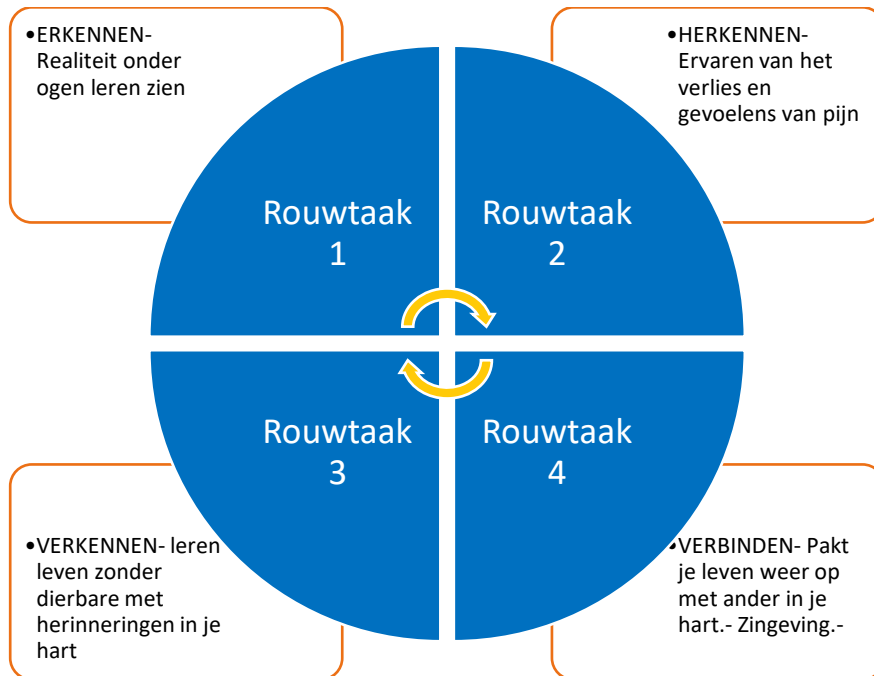 •ERKENNEN-
Realiteit onder
ogen leren zien
•HERKENNEN-
Ervaren van het
verlies en
gevoelens van pijn
Rouwtaak
1
Rouwtaak
2
Rouwtaak
3
Rouwtaak
4
•VERKENNEN- leren
leven zonder
dierbare met
herinneringen in je
hart
•VERBINDEN- Pakt
je leven weer op
met ander in je
hart.- Zingeving.-